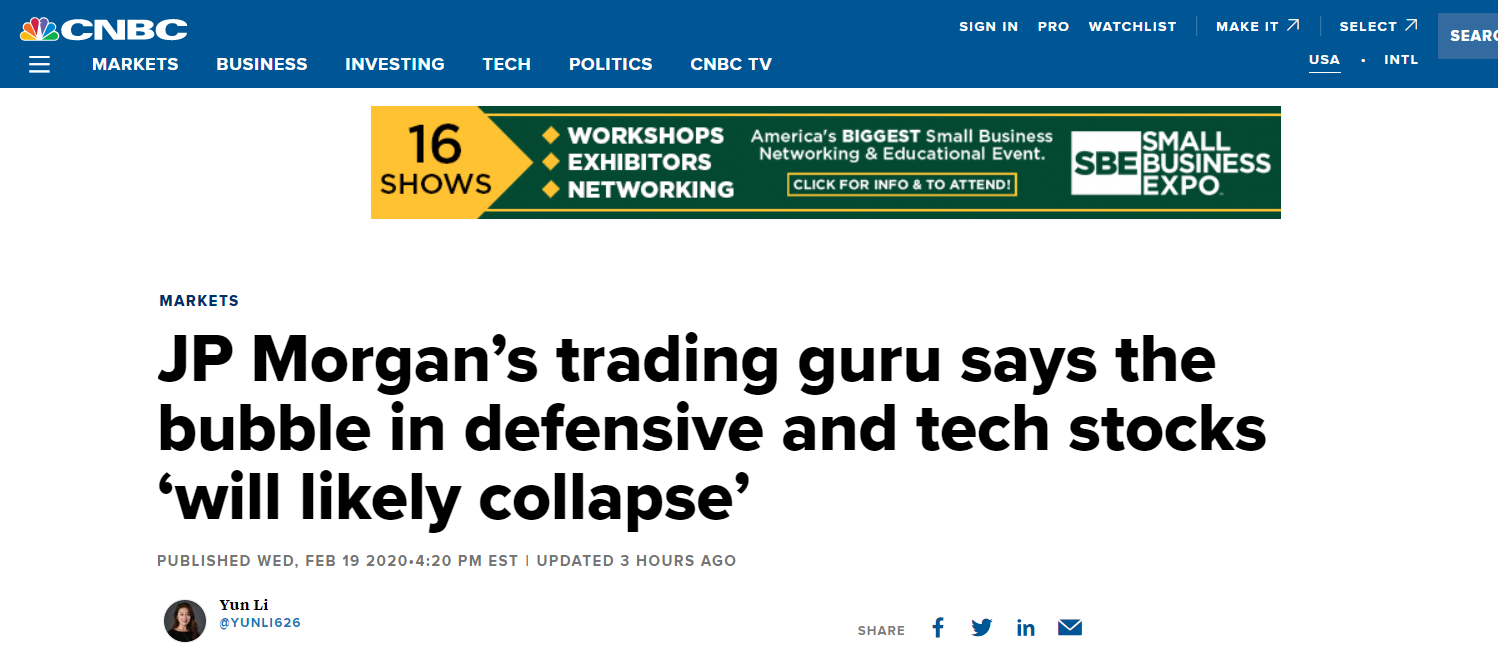 CNBC
SIGN IN PRO WATCHLIST MAKE IT SELECT
MARKETS BUSINESS INVESTING TECH POLITICS CNBC TV
USA • INTL
16
SHOWS
WORKSHOPS
EXHIBITORS
NETWORKING
America's BIGGEST Small Business
Networking & Educational Event.
CLICK FOR INFO & TO ATTEND!
SBE
SMALL
BUSINESS
EXPO
MARKETS
JP Morgan’s trading guru says the
bubble in defensive and tech stocks
‘will likely collapse’
PUBLISHED WED, FEB 19 2020•4:20 PM EST | UPDATED 3 HOURS AGO
Yun Li
@YUNLI626
SHARE